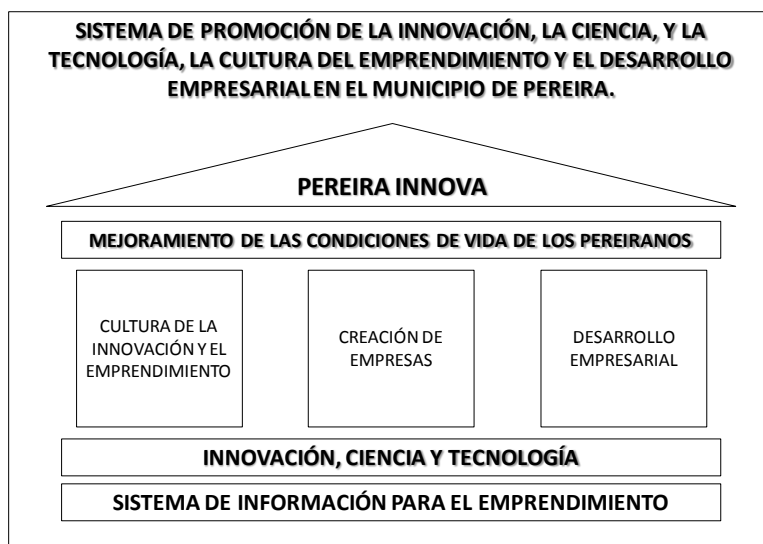 SISTEMA DE PROMOCIÓN DE LA INNOVACIÓN, LA CIENCIA, Y LA
TECNOLOGÍA, LA CULTURA DEL EMPRENDIMIENTO Y EL DESARROLLO
EMPRESARIAL EN EL MUNICIPIO DE PEREIRA.
PEREIRA INNOVA
MEJORAMIENTO DE LAS CONDICIONES DE VIDA DE LOS PEREIRANOS
CULTURA DE LA
INNOVACIÓN Y EL
EMPRENDIMIENTO
CREACIÓN DE
EMPRESAS
DESARROLLO
EMPRESARIAL
INNOVACIÓN, CIENCIA Y TECNOLOGÍA
SISTEMA DE INFORMACIÓN PARA EL EMPRENDIMIENTO